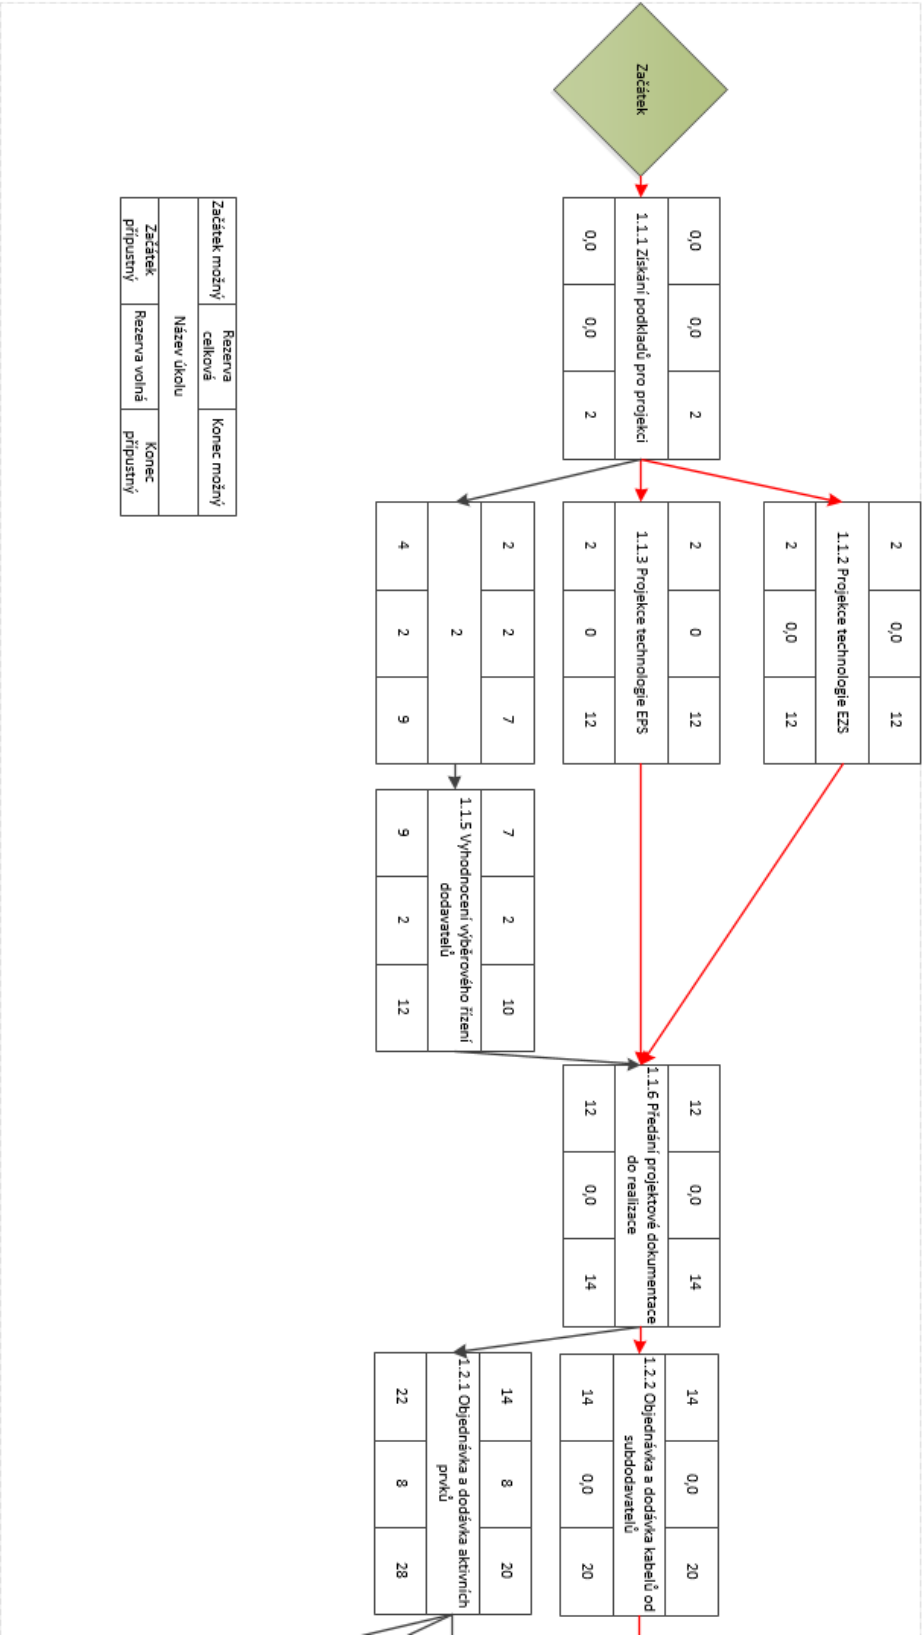 Začátek
1.1.1 Získání podkladů pro projekci
0,0 0,0 2
0,0 0,0 2
2 0,0 12
1.1.2 Projekce technologie EZS
2 0,0 12
2 0 12
1.1.3 Projekce technologie EPS
2 0 12
2 2 7
2
4 2 9
7 2 10
1.1.5 Vyhodnocení výběrového řízení
dodavatelů
9 2 12
12 0,0 14
1.1.6 Předání projektové dokumentace
do realizace
12 0,0 14
14 0,0 20
1.2.2 Objednávka a dodávka kabelů od
subdodavatelů
14 0,0 20
14 8 20
1.2.1 Objednávka a dodávka aktivních
prvků
22 8 28
Začátek možný
Rezerva
celková
Konec možný
Název úkolu
Začátek
přípustný
Rezerva volná
Konec
přípustný